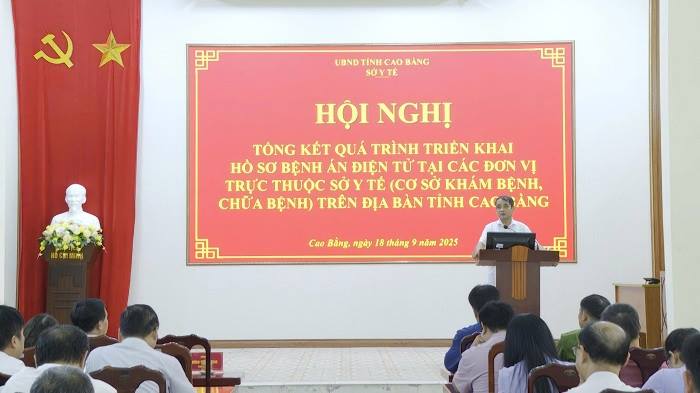 UBND TỈNH CAO BẰNG
SỞ Y TẾ
HỘI NGHỊ
TỔNG KẾT QUÁ TRÌNH TRIỂN KHAI
HỒ SƠ BỆNH ÁN ĐIỆN TỬ TẠI CÁC ĐƠN VỊ
TRỰC THUỘC SỞ Y TẾ (CƠ SỞ KHÁM BỆNH,
CHỮA BỆNH) TRÊN ĐỊA BÀN TỈNH CAO BẰNG
Cao Bằng, ngày 18 tháng 9 năm 2025